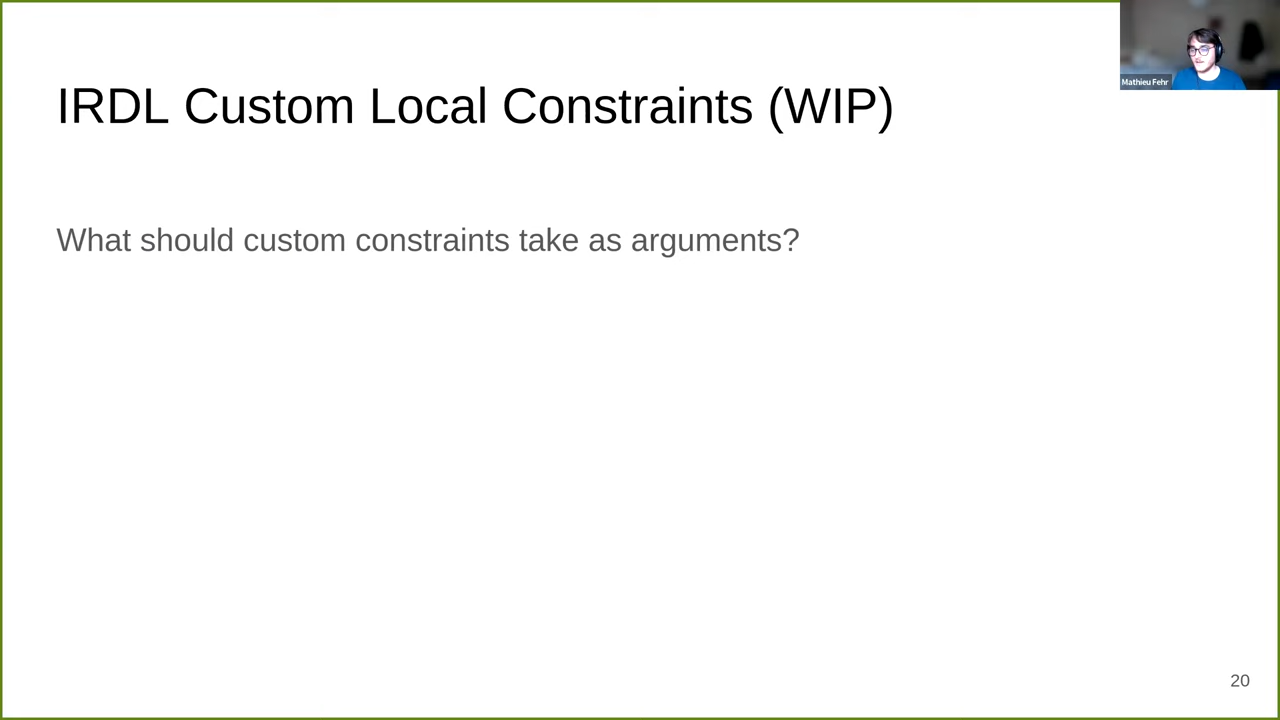 IRDL Custom Local Constraints (WIP)
Mathieu Fehr
What should custom constraints take as arguments?
20